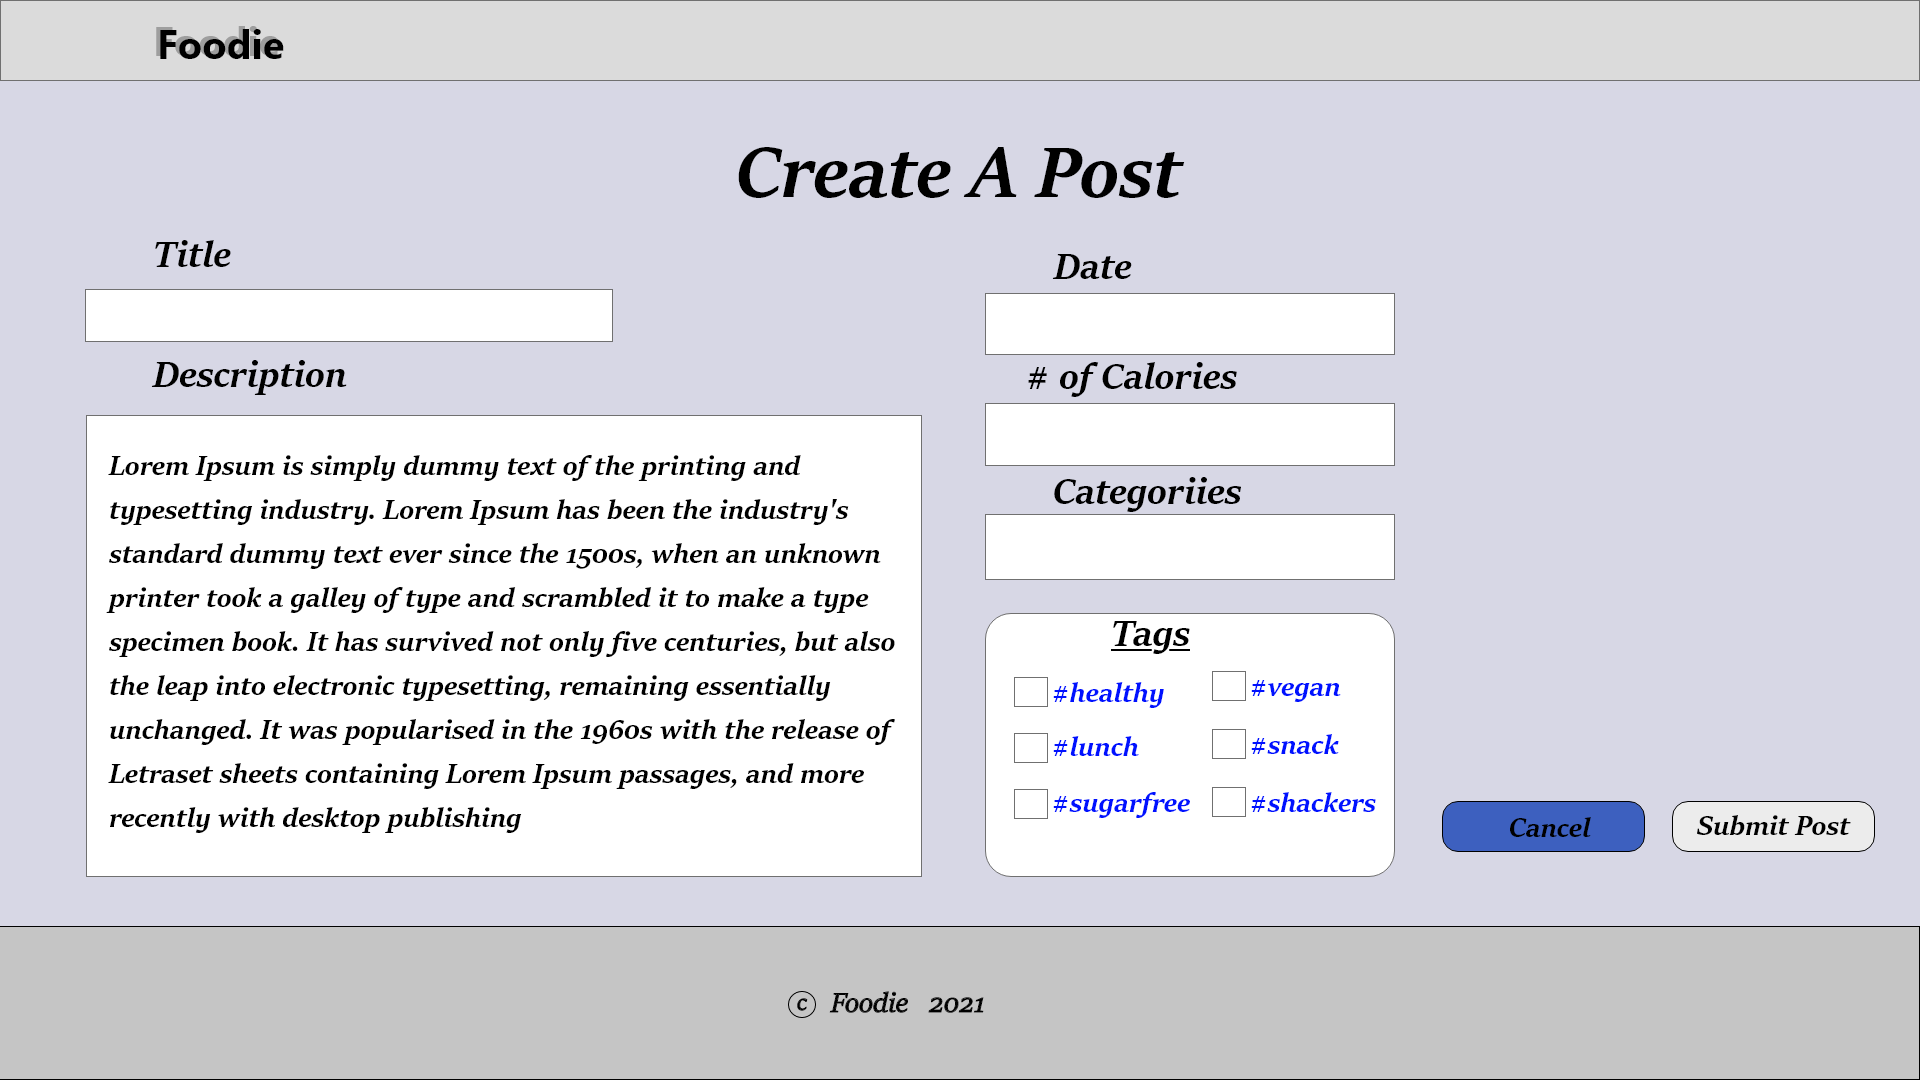 Foodie
Create A Post
Title
Description
Lorem Ipsum is simply dummy text of the printing and
typesetting industry. Lorem Ipsum has been the industry's
standard dummy text ever since the 1500s, when an unknown
printer took a galley of type and scrambled it to make a type
specimen book. It has survived not only five centuries, but also
the leap into electronic typesetting, remaining essentially
unchanged. It was popularised in the 1960s with the release of
Letraset sheets containing Lorem Ipsum passages, and more
recently with desktop publishing
Date
# of Calories
Categoriies
Tags
#healthy #vegan
#lunch #snack
#sugarfree #shackers
Cancel Submit Post
© Foodie 2021